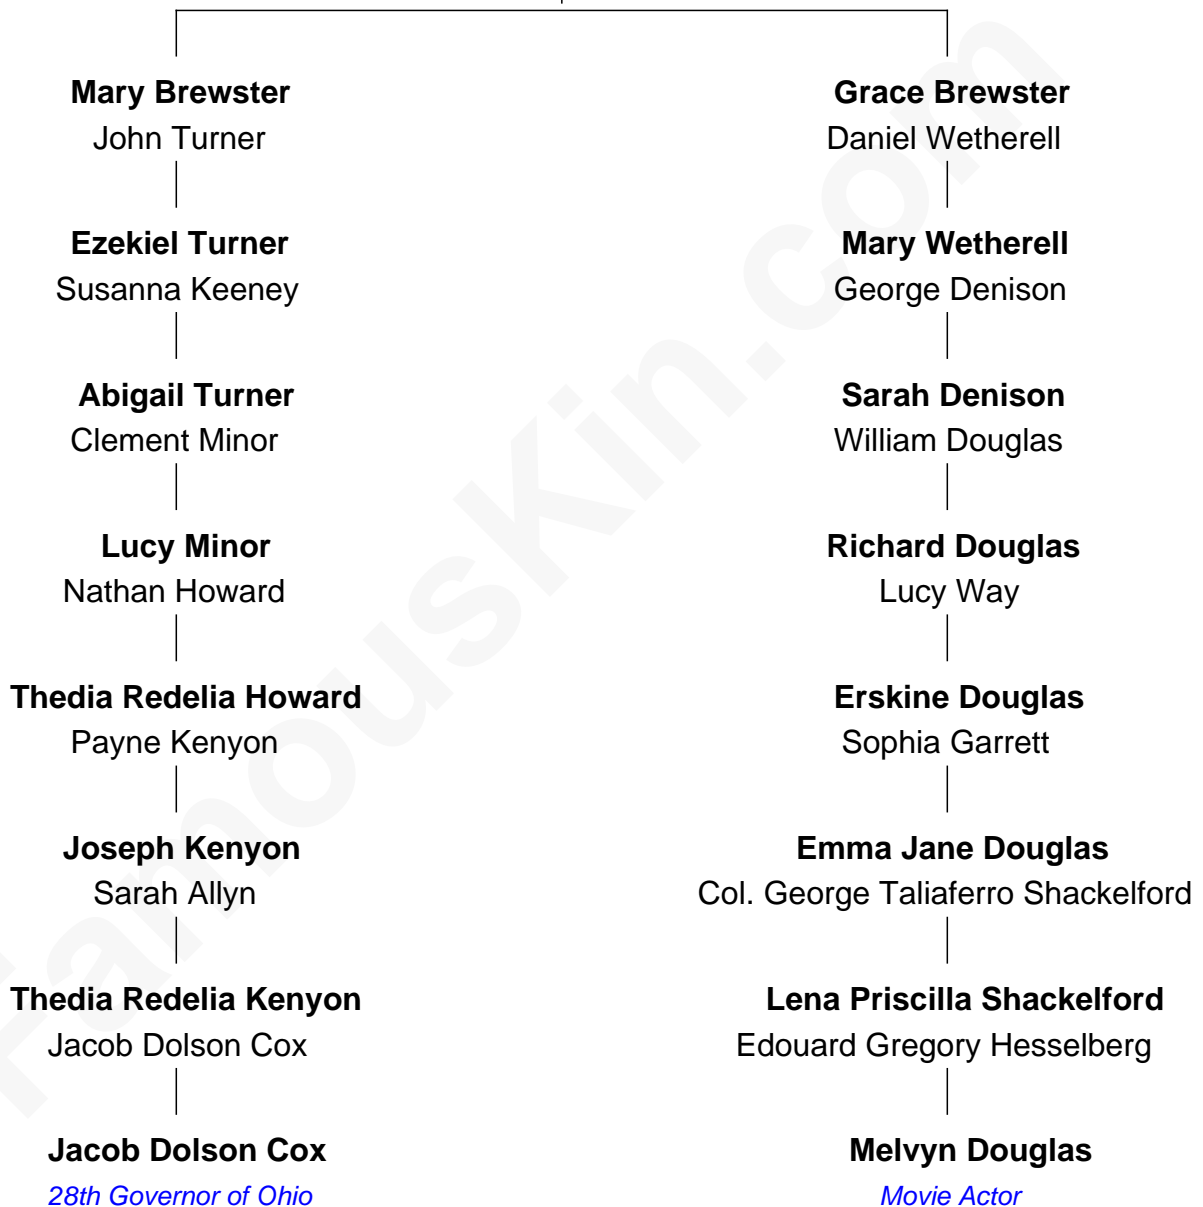 Mary Brewster
John Turner
Ezekiel Turner
Susanna Keeney
Abigail Turner
Clement Minor
Lucy Minor
Nathan Howard
Thedia Redelia Howard
Payne Kenyon
Joseph Kenyon
Sarah Allyn
Thedia Redelia Kenyon
Jacob Dolson Cox
Jacob Dolson Cox
28th Governor of Ohio
Grace Brewster
Daniel Wetherell
Mary Wetherell
George Denison
Sarah Denison
William Douglas
Richard Douglas
Lucy Way
Erskine Douglas
Sophia Garrett
Emma Jane Douglas
Col. George Taliaferro Shackelford
Lena Priscilla Shackelford
Edouard Gregory Hesselberg
Melvyn Douglas
Movie Actor
FamousKin.com